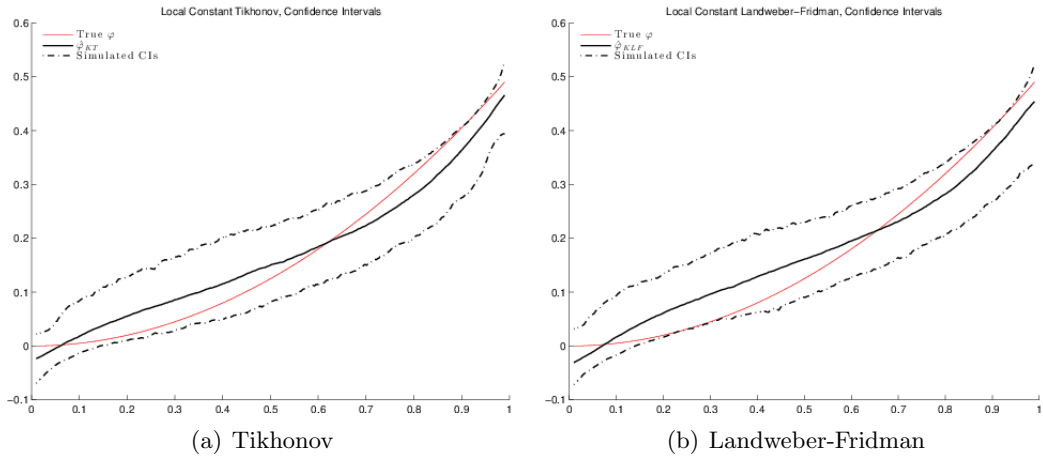 Local Constant Tikhonov, Confidence Intervals
0.6
True φ
φ̂_KT
Simulated CIs
0.5
0.4
0.3
0.2
0.1
0
−0.1
0 0.1 0.2 0.3 0.4 0.5 0.6 0.7 0.8 0.9 1
(a) Tikhonov
Local Constant Landweber−Fridman, Confidence Intervals
0.6
True φ
φ̂_KLF
Simulated CIs
0.5
0.4
0.3
0.2
0.1
0
−0.1
0 0.1 0.2 0.3 0.4 0.5 0.6 0.7 0.8 0.9 1
(b) Landweber-Fridman